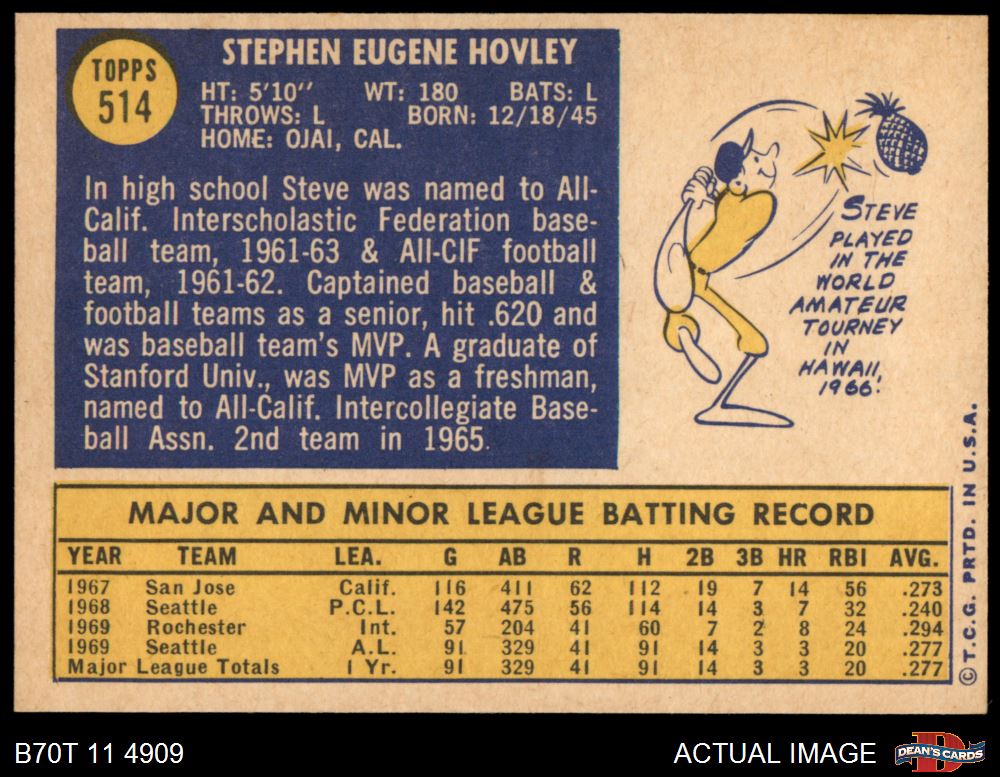 TOPPS
514
STEPHEN EUGENE HOVLEY
HT: 5'10" WT: 180 BATS: L
THROWS: L BORN: 12/18/45
HOME: OJAI, CAL.
In high school Steve was named to All-
Calif. Interscholastic Federation base-
ball team, 1961-63 & All-CIF football
team, 1961-62. Captained baseball &
football teams as a senior, hit .620 and
was baseball team's MVP. A graduate of
Stanford Univ., was MVP as a freshman,
named to All-Calif. Intercollegiate Base-
ball Assn. 2nd team in 1965.
STEVE
PLAYED
IN THE
WORLD
AMATEUR
TOURNEY
IN
HAWAII,
1966!
MAJOR AND MINOR LEAGUE BATTING RECORD
YEAR TEAM LEA. G AB R H 2B 3B HR RBI AVG.
1967 San Jose Calif. 116 411 62 112 19 7 14 56 .273
1968 Seattle P.C.L. 142 475 56 114 14 3 7 32 .240
1969 Rochester Int. 57 204 41 60 7 2 8 24 .294
1969 Seattle A.L. 91 329 41 91 14 3 3 20 .277
Major League Totals 1 Yr. 91 329 41 91 14 3 3 20 .277
© T.C.G. PRTD. IN U.S.A.
B70T 11 4909
ACTUAL IMAGE
D
DEAN'S CARDS